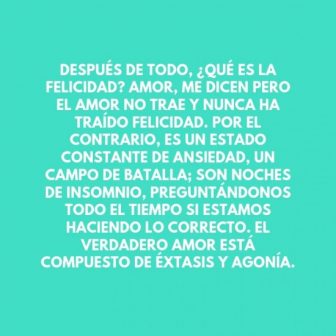 DESPUÉS DE TODO, ¿QUÉ ES LA
FELICIDAD? AMOR, ME DICEN PERO
EL AMOR NO TRAE Y NUNCA HA
TRAÍDO FELICIDAD. POR EL
CONTRARIO, ES UN ESTADO
CONSTANTE DE ANSIEDAD, UN
CAMPO DE BATALLA; SON NOCHES
DE INSOMNIO, PREGUNTÁNDONOS
TODO EL TIEMPO SI ESTAMOS
HACIENDO LO CORRECTO. EL
VERDADERO AMOR ESTÁ
COMPUESTO DE ÉXTASIS Y AGONÍA.